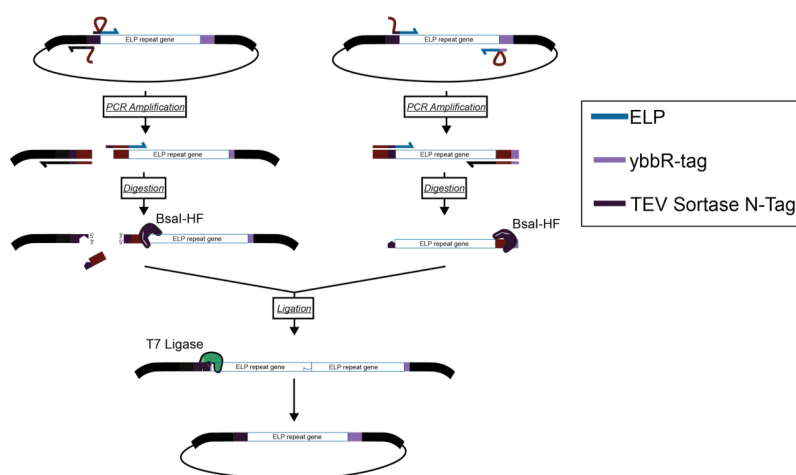 ELP repeat gene
ELP repeat gene
PCR Amplification
PCR Amplification
ELP
ybbR-tag
TEV Sortase N-Tag
ELP repeat gene
ELP repeat gene
Digestion
Digestion
BsaI-HF
BsaI-HF
5'
3'
3'
5'
ELP repeat gene
ELP repeat gene
Ligation
T7 Ligase
ELP repeat gene
ELP repeat gene
ELP repeat gene